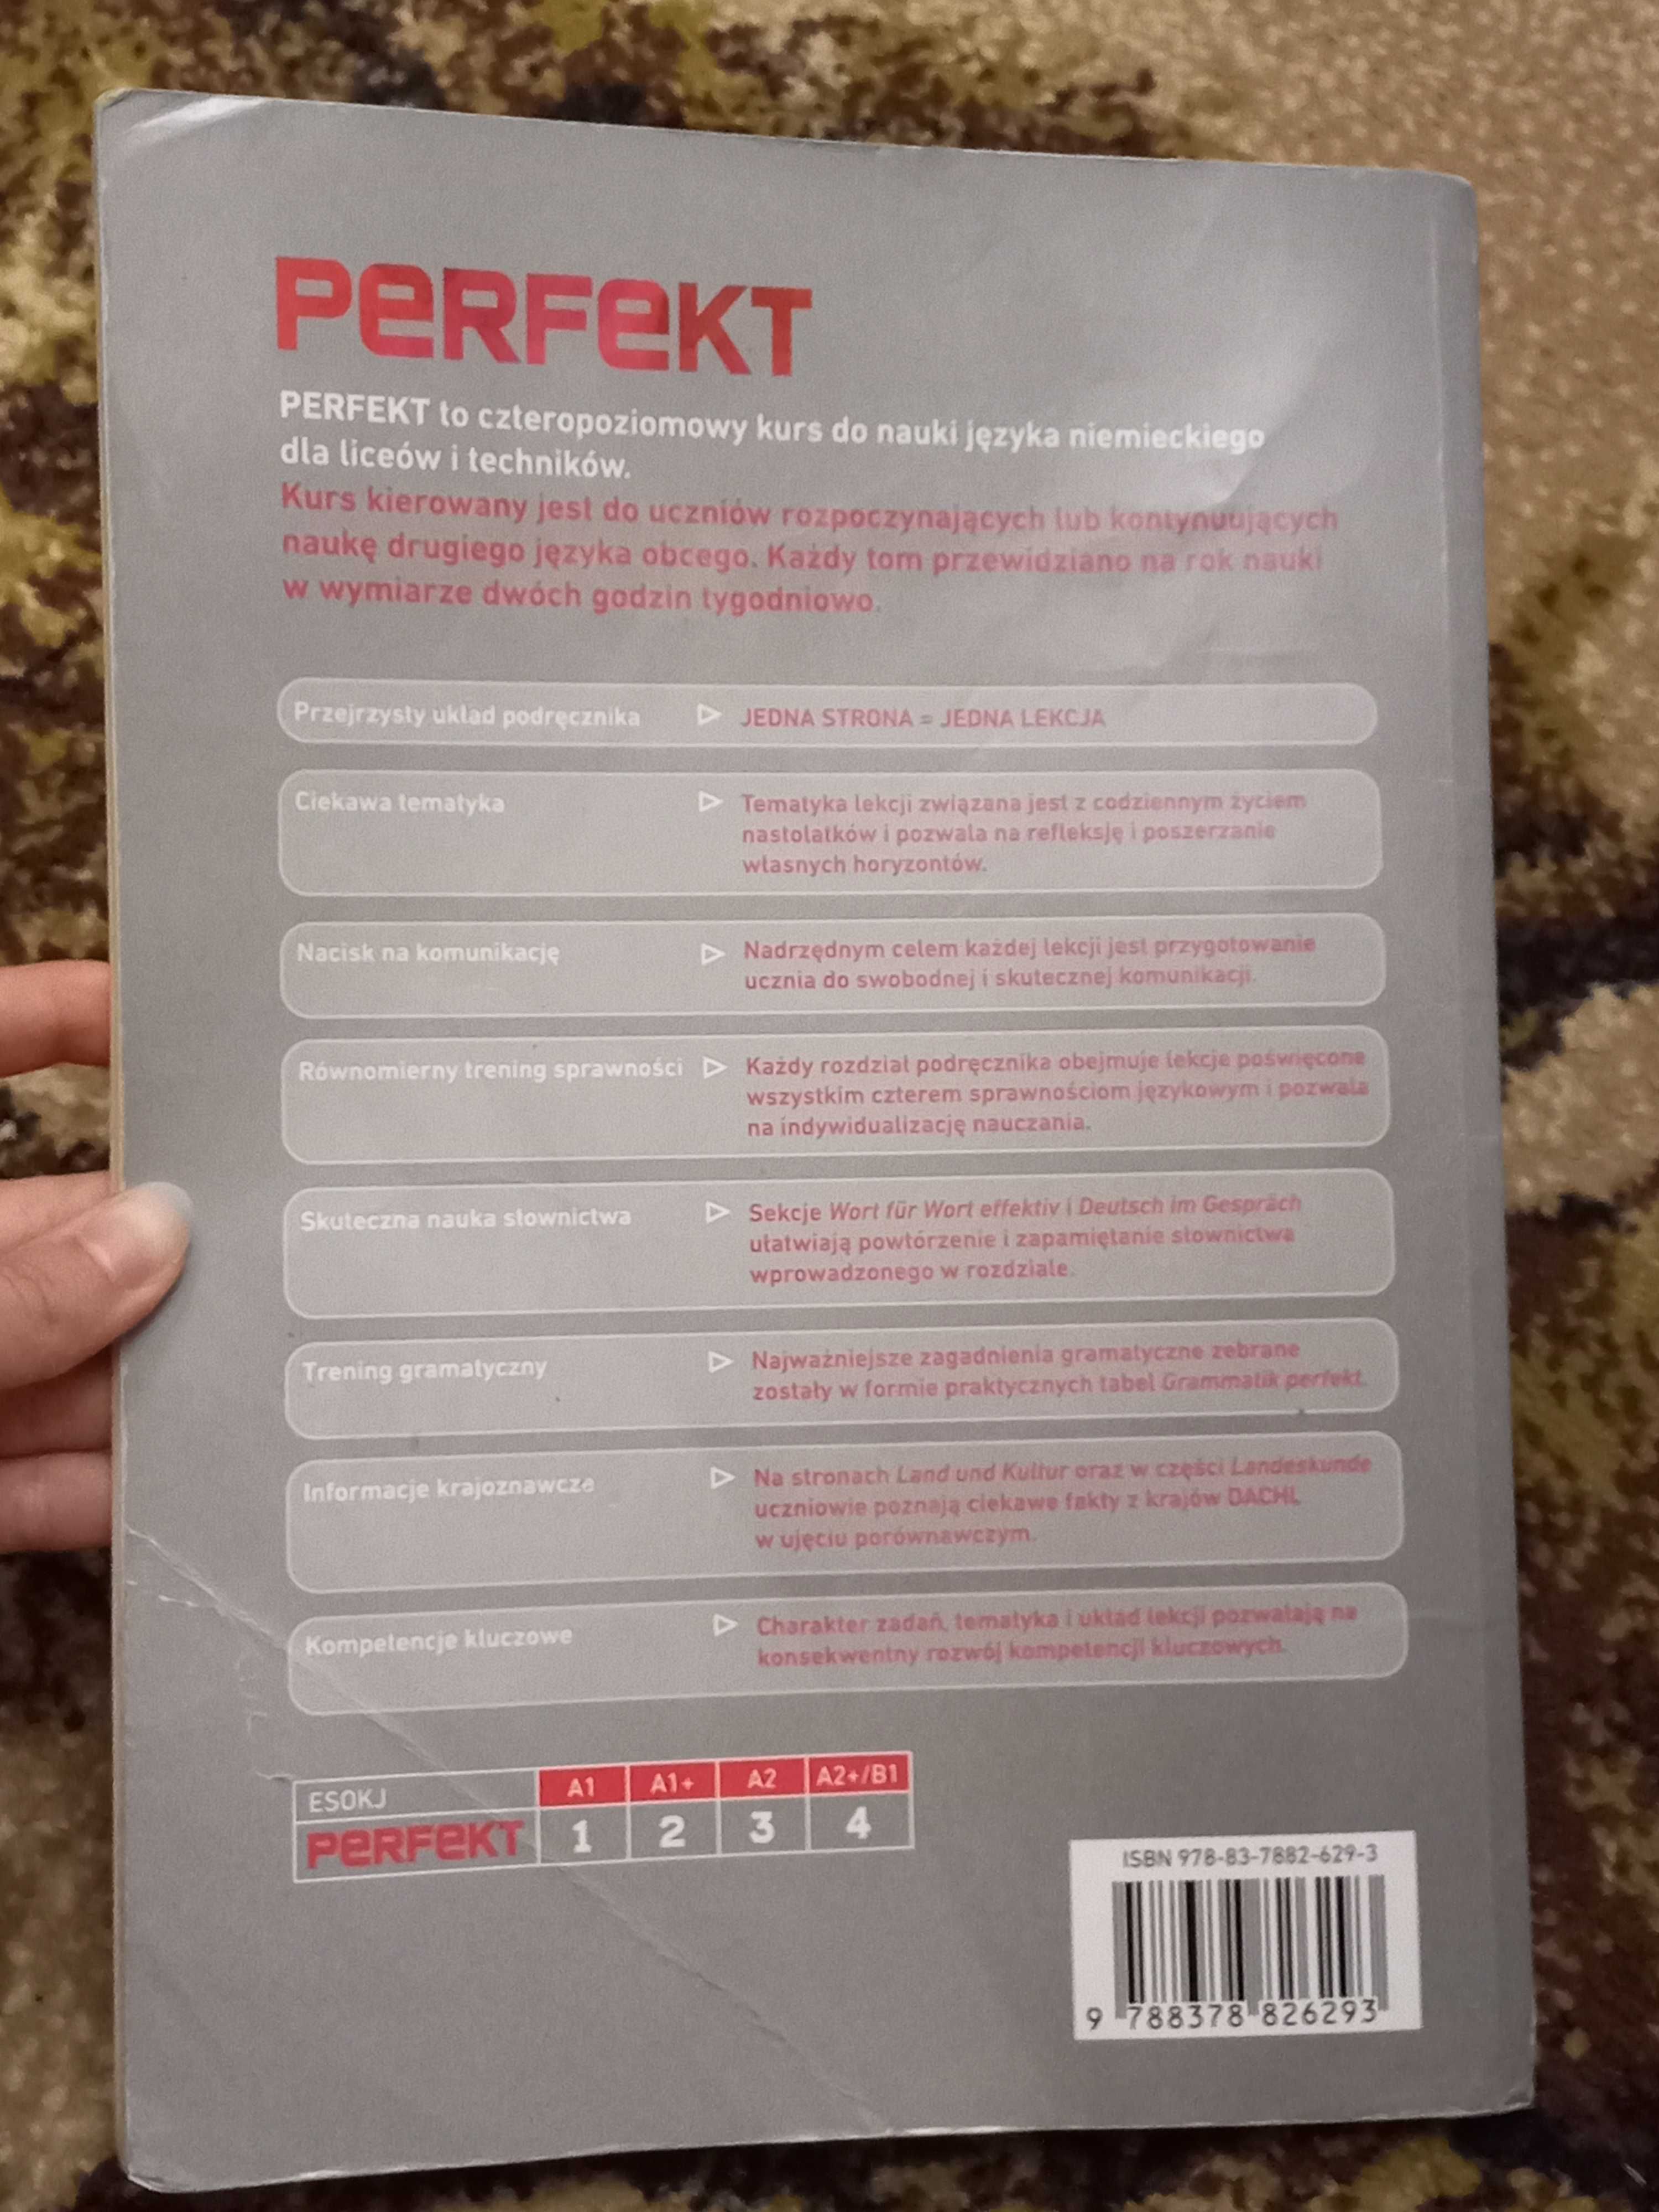 PERFEKT
PERFEKT to czteropoziomowy kurs do nauki języka niemieckiego
dla liceów i techników.
Kurs kierowany jest do uczniów rozpoczynających lub kontynuujących
naukę drugiego języka obcego. Każdy tom przewidziano na rok nauki
w wymiarze dwóch godzin tygodniowo.
Przejrzysty układ podręcznika
JEDNA STRONA = JEDNA LEKCJA
Ciekawa tematyka
Tematyka lekcji związana jest z codziennym życiem
nastolatków i pozwala na refleksję i poszerzanie
własnych horyzontów.
Nacisk na komunikację
Nadrzędnym celem każdej lekcji jest przygotowanie
ucznia do swobodnej i skutecznej komunikacji.
Równomierny trening sprawności
Każdy rozdział podręcznika obejmuje lekcje poświęcone
wszystkim czterem sprawnościom językowym i pozwala
na indywidualizację nauczania.
Skuteczna nauka słownictwa
Sekcje Wort für Wort effektiv i Deutsch im Gespräch
ułatwiają powtórzenie i zapamiętanie słownictwa
wprowadzonego w rozdziale.
Trening gramatyczny
Najważniejsze zagadnienia gramatyczne zebrane
zostały w formie praktycznych tabel Grammatik perfekt.
Informacje krajoznawcze
Na stronach Land und Kultur oraz w części Landeskunde
uczniowie poznają ciekawe fakty z krajów DACHL
w ujęciu porównawczym.
Kompetencje kluczowe
Charakter zadań, tematyka i układ lekcji pozwalają na
konsekwentny rozwój kompetencji kluczowych.
ESOKJ A1 A1+ A2 A2+/B1
PERFEKT 1 2 3 4
ISBN 978-83-7882-629-3
9 788378 826293